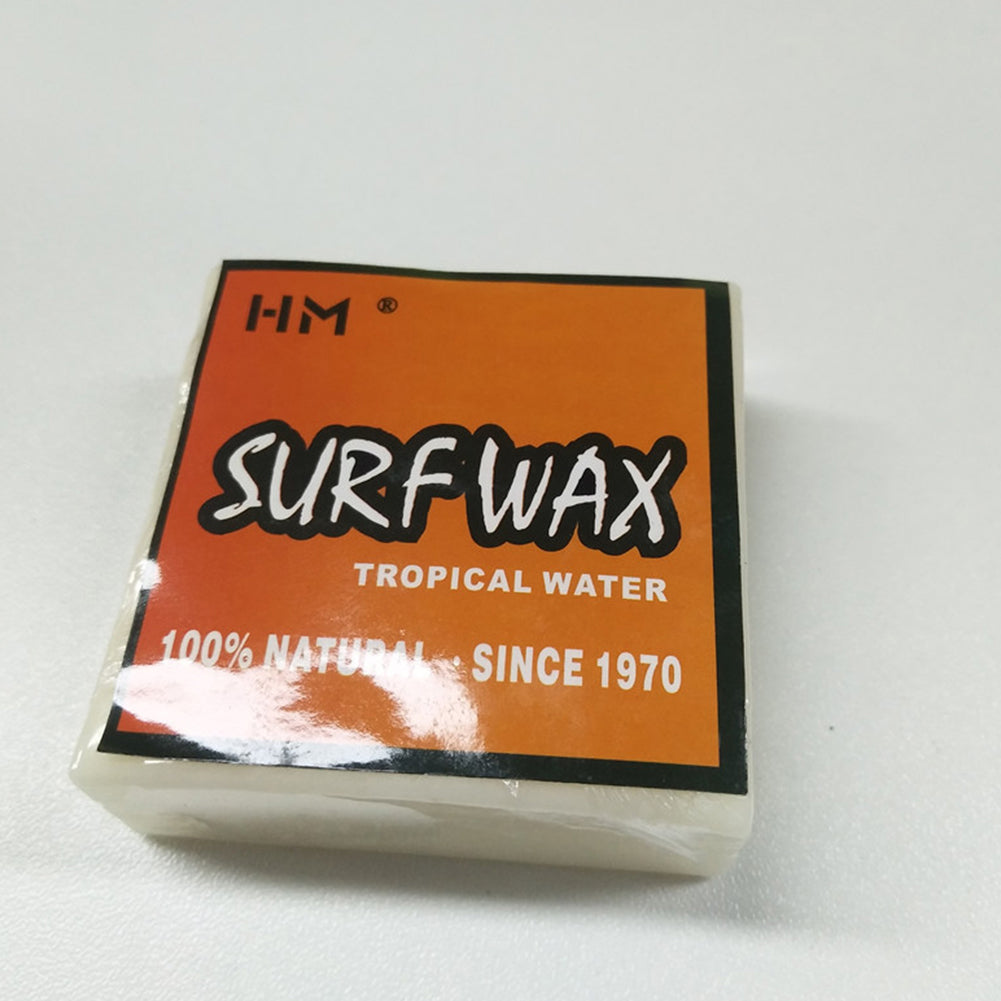 HM ®
SURF WAX
TROPICAL WATER
100% NATURAL · SINCE 1970